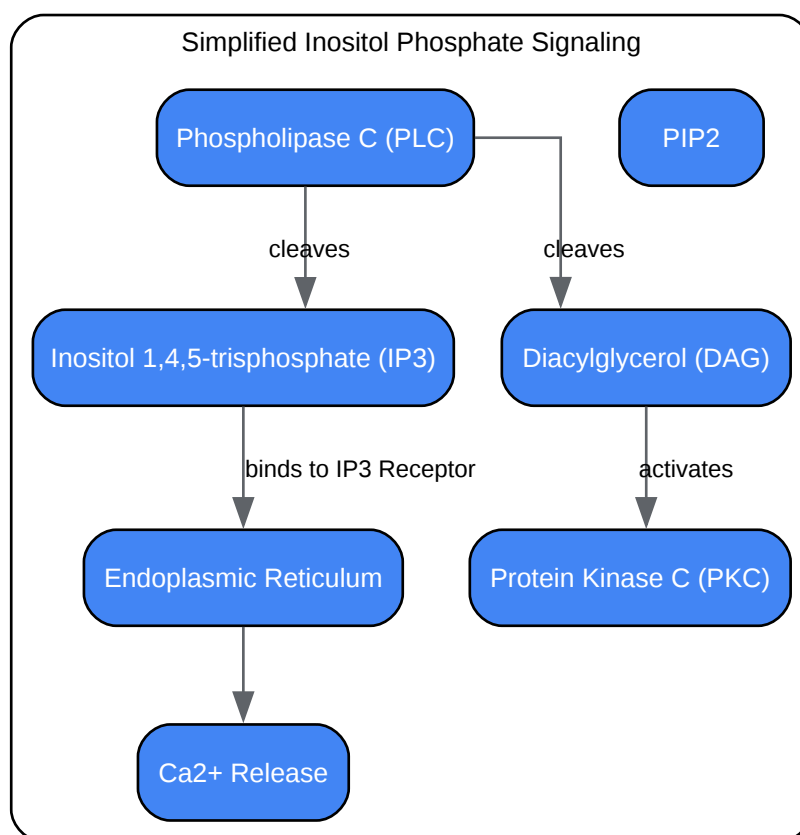 Simplified Inositol Phosphate Signaling
Phospholipase C (PLC)
PIP2
cleaves
cleaves
Inositol 1,4,5-trisphosphate (IP3)
Diacylglycerol (DAG)
binds to IP3 Receptor
activates
Endoplasmic Reticulum
Protein Kinase C (PKC)
Ca2+ Release